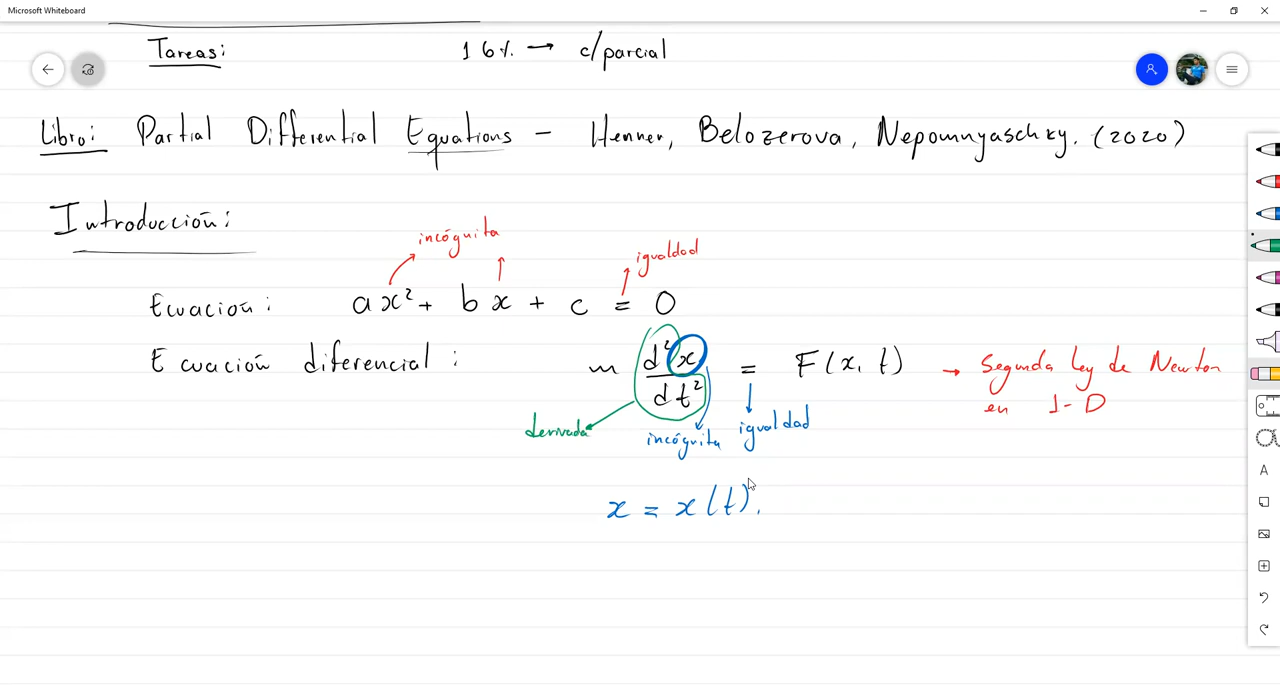 Microsoft Whiteboard
Tareas: 16% → c/parcial
Libro: Partial Differential Equations - Henner, Belozerova, Nepomnyaschky. (2020)
Introducción:
incógnita
igualdad
Ecuación: ax² + bx + c = 0
Ecuación diferencial: m d²x/dt² = F(x, t) → Segunda Ley de Newton
en 1-D
derivada
incógnita
igualdad
x = x(t).
A